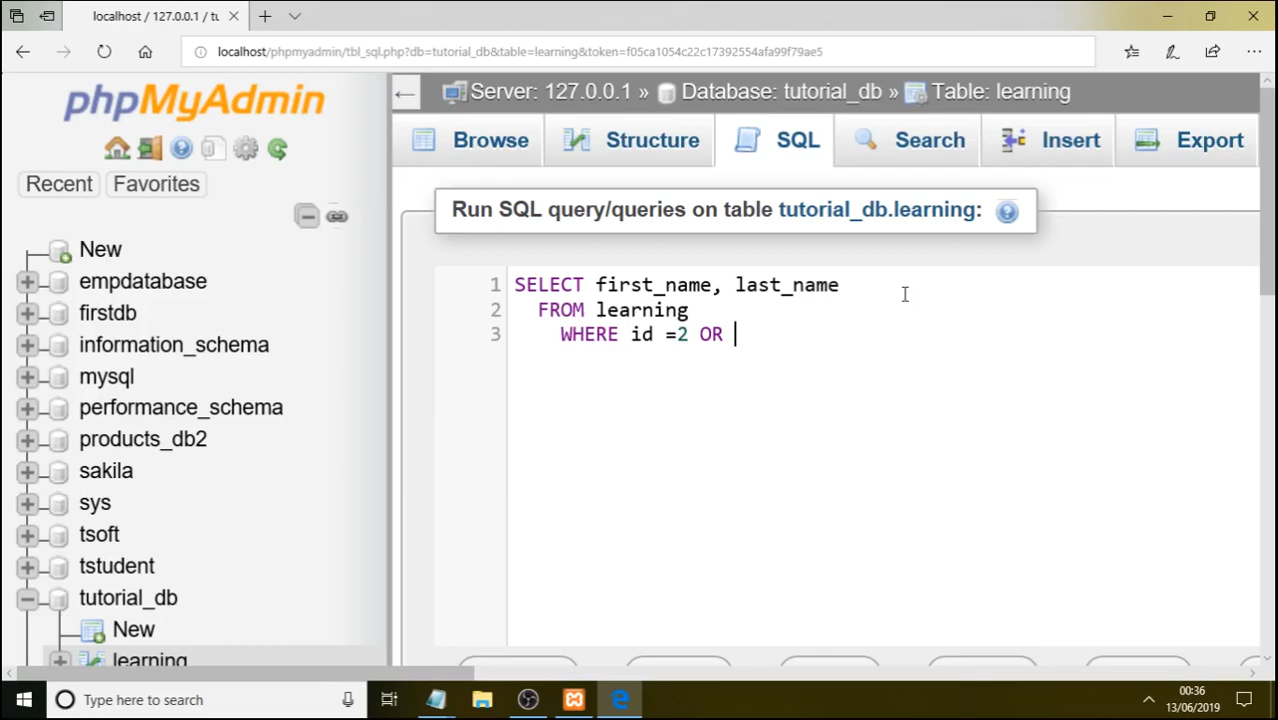 localhost / 127.0.0.1 / tu
localhost/phpmyadmin/tbl_sql.php?db=tutorial_db&table=learning&token=f05ca1054c22c17392554afa99f79ae5
phpMyAdmin
Recent
Favorites
New
empdatabase
firstdb
information_schema
mysql
performance_schema
products_db2
sakila
sys
tsoft
tstudent
tutorial_db
New
learning
Server: 127.0.0.1 » Database: tutorial_db » Table: learning
Browse
Structure
SQL
Search
Insert
Export
Run SQL query/queries on table tutorial_db.learning:
1 SELECT first_name, last_name
2 FROM learning
3 WHERE id =2 OR
Type here to search
00:36
13/06/2019